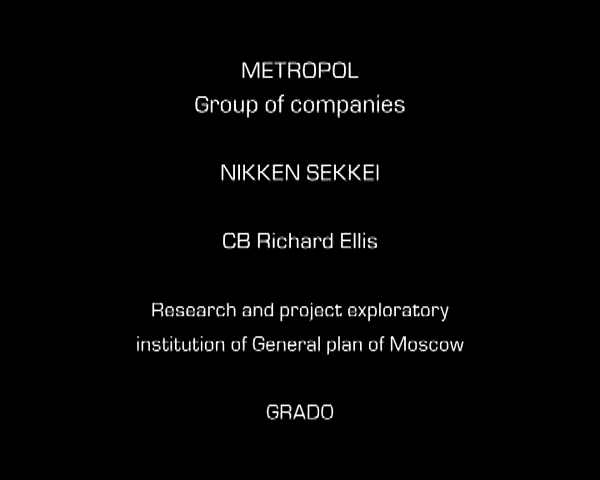 METROPOL
Group of companies
NIKKEN SEKKEI
CB Richard Ellis
Research and project exploratory
institution of General plan of Moscow
GRADO